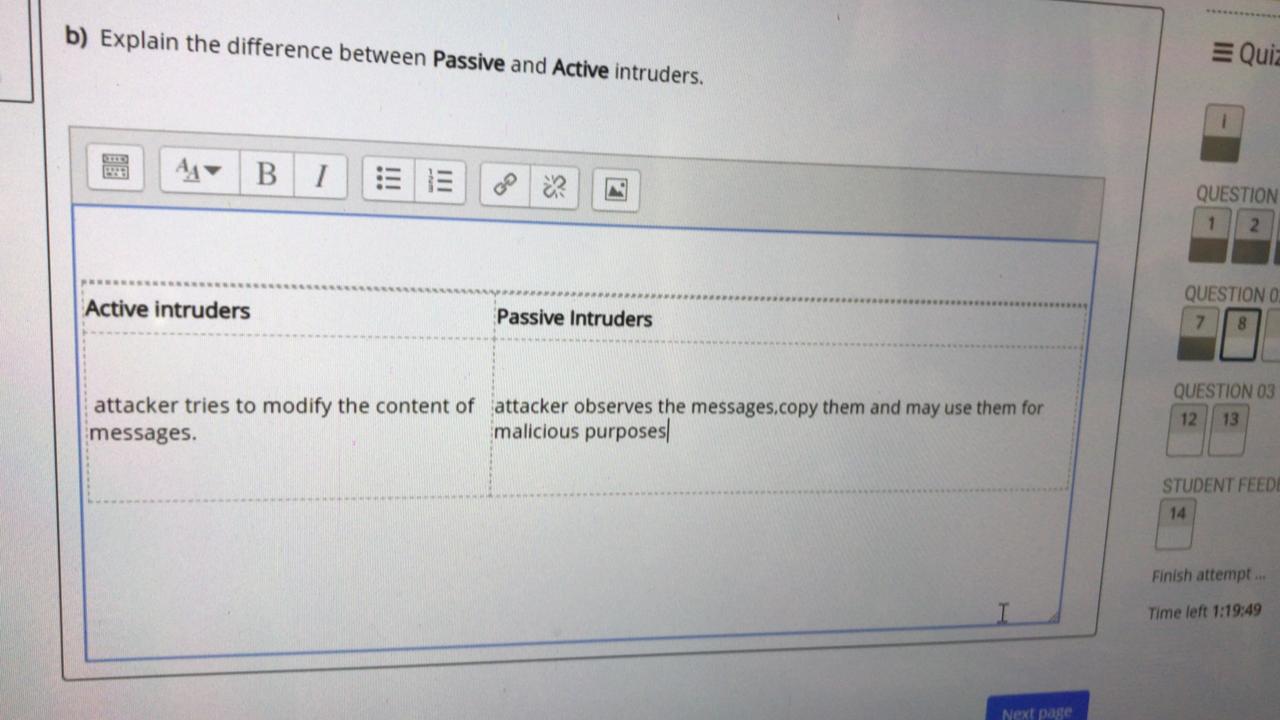 b) Explain the difference between Passive and Active intruders.
Active intruders
Passive Intruders
attacker tries to modify the content of
messages.
attacker observes the messages,copy them and may use them for
malicious purposes
Next page
i
QUESTION
1 2
QUESTION 0
7 8
QUESTION 03
12 13
STUDENT
14
Finish attempt ...
Time left 1:19:49